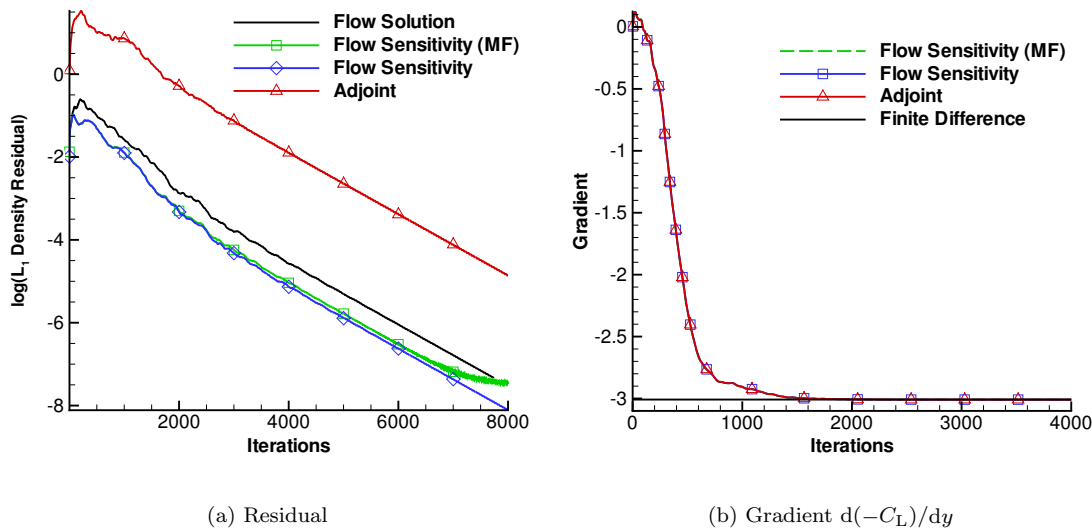 Flow Solution
Flow Sensitivity (MF)
Flow Sensitivity
Adjoint
0
-2
-4
-6
-8
log(L1 Density Residual)
2000
4000
6000
8000
Iterations
(a) Residual
Flow Sensitivity (MF)
Flow Sensitivity
Adjoint
Finite Difference
0
-0.5
-1
-1.5
-2
-2.5
-3
Gradient
0
1000
2000
3000
4000
Iterations
(b) Gradient d(−C_L)/dy